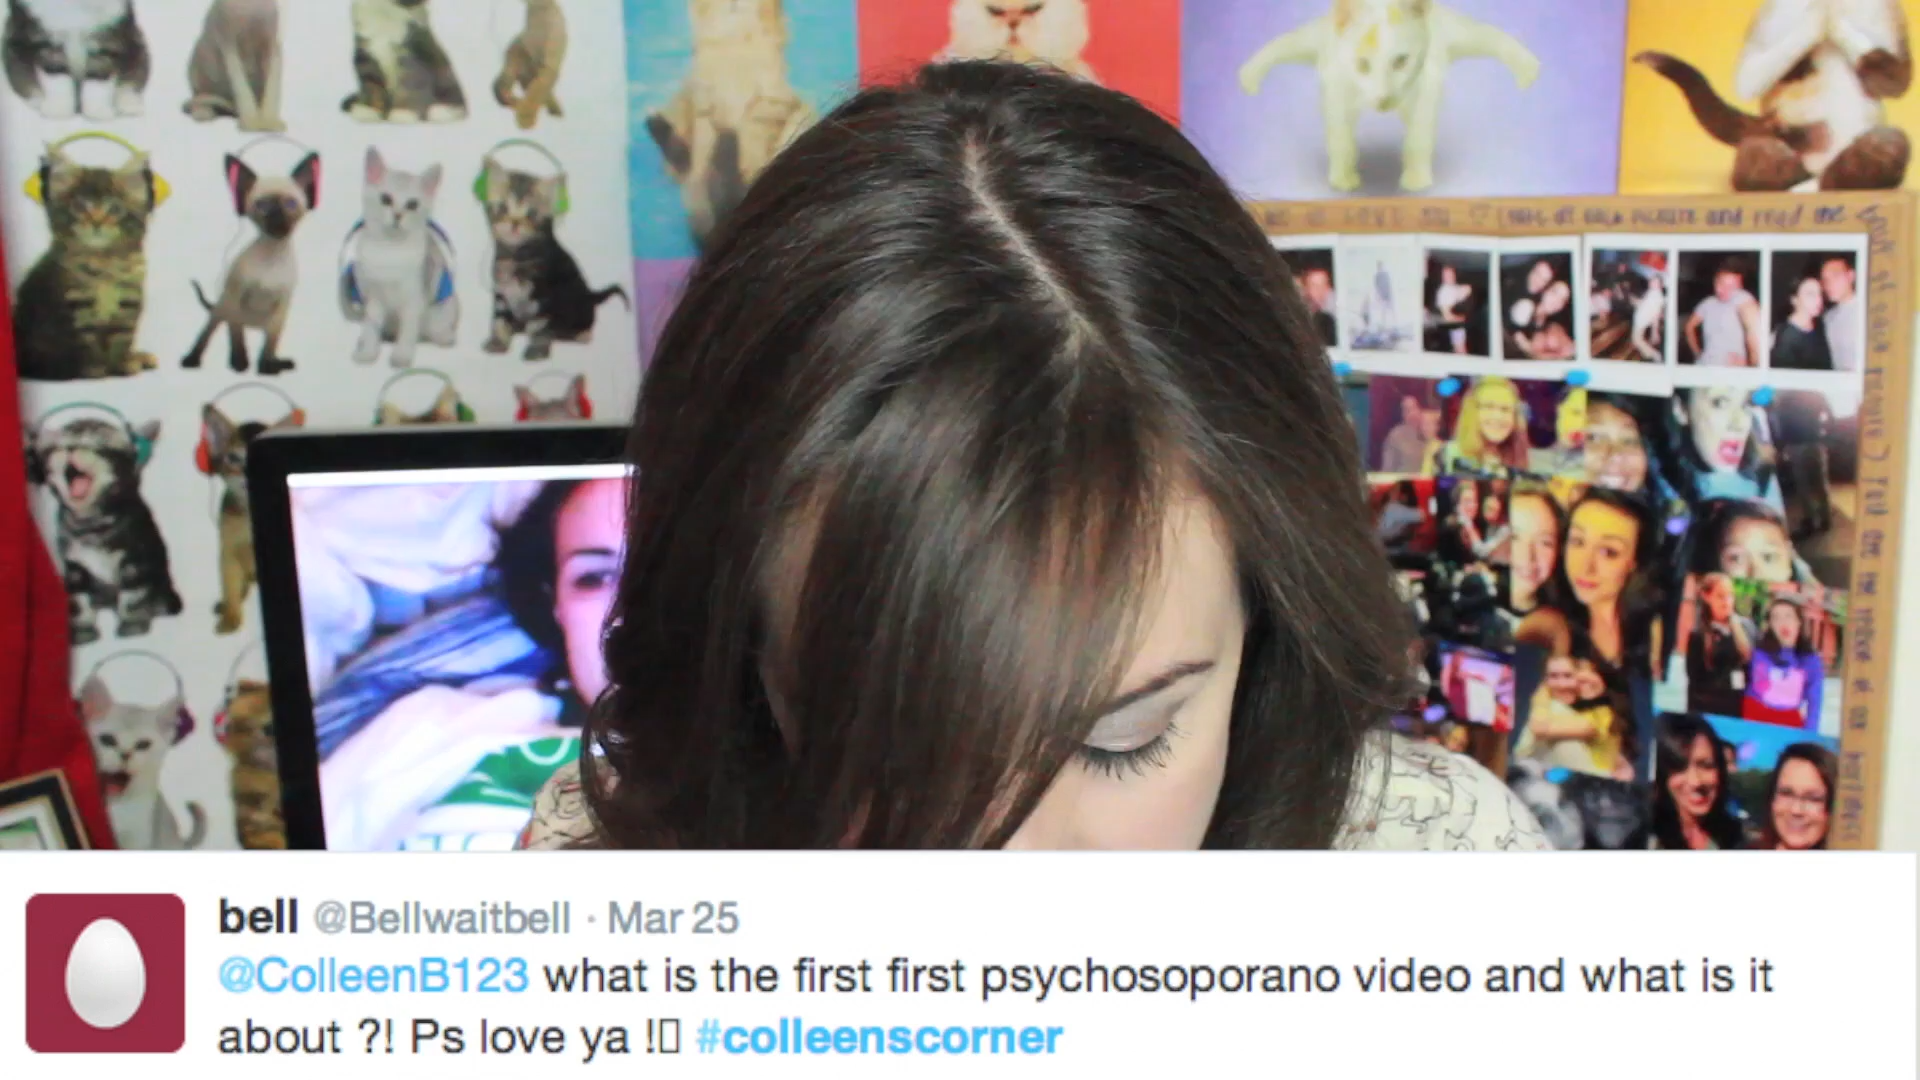 bell @Bellwaitbell · Mar 25
@ColleenB123 what is the first first psychosoporano video and what is it
about ?! Ps love ya ! #colleenscorner